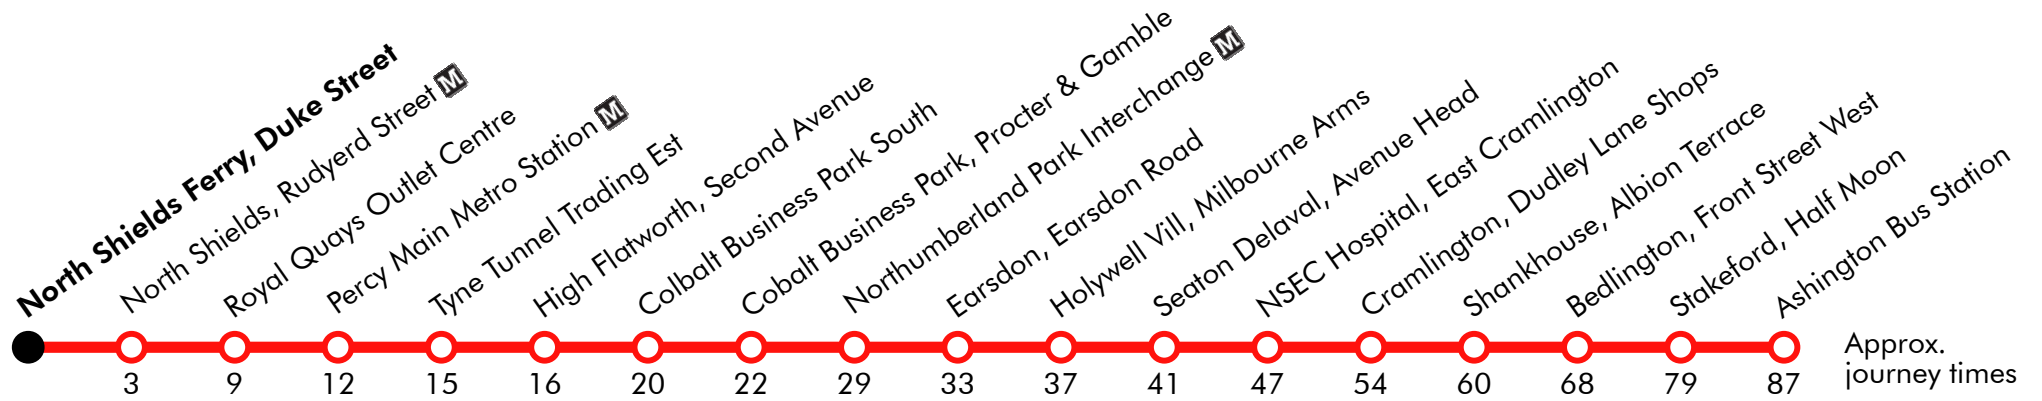 North Shields Ferry, Duke Street
North Shields, Rudyerd Street M
Royal Quays Outlet Centre
Percy Main Metro Station M
Tyne Tunnel Trading Est
High Flatworth, Second Avenue
Colbalt Business Park South
Cobalt Business Park, Procter & Gamble
Northumberland Park Interchange M
Earsdon, Earsdon Road
Holywell Vill, Milbourne Arms
Seaton Delaval, Avenue Head
NSEC Hospital, East Cramlington
Cramlington, Dudley Lane Shops
Shankhouse, Albion Terrace
Bedlington, Front Street West
Stakeford, Half Moon
Ashington Bus Station
3 9 12 15 16 20 22 29 33 37 41 47 54 60 68 79 87
Approx.
journey times